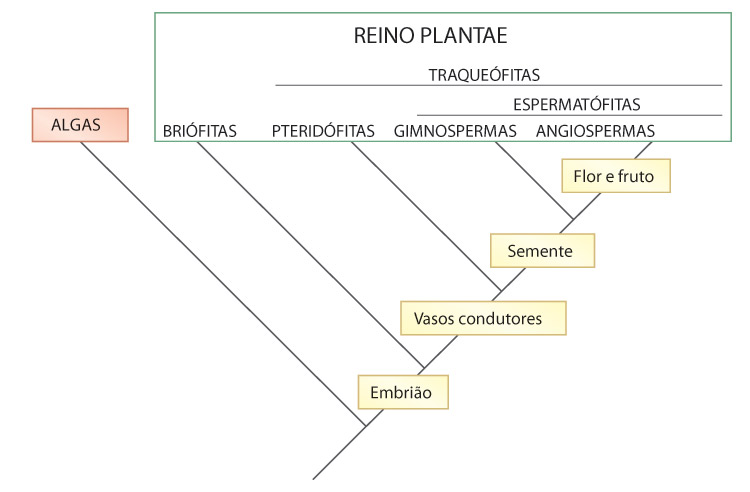 REINO PLANTAE
TRAQUEÓFITAS
ESPERMATÓFITAS
ALGAS
BRIÓFITAS
PTERIDÓFITAS
GIMNOSPERMAS
ANGIOSPERMAS
Flor e fruto
Semente
Vasos condutores
Embrião